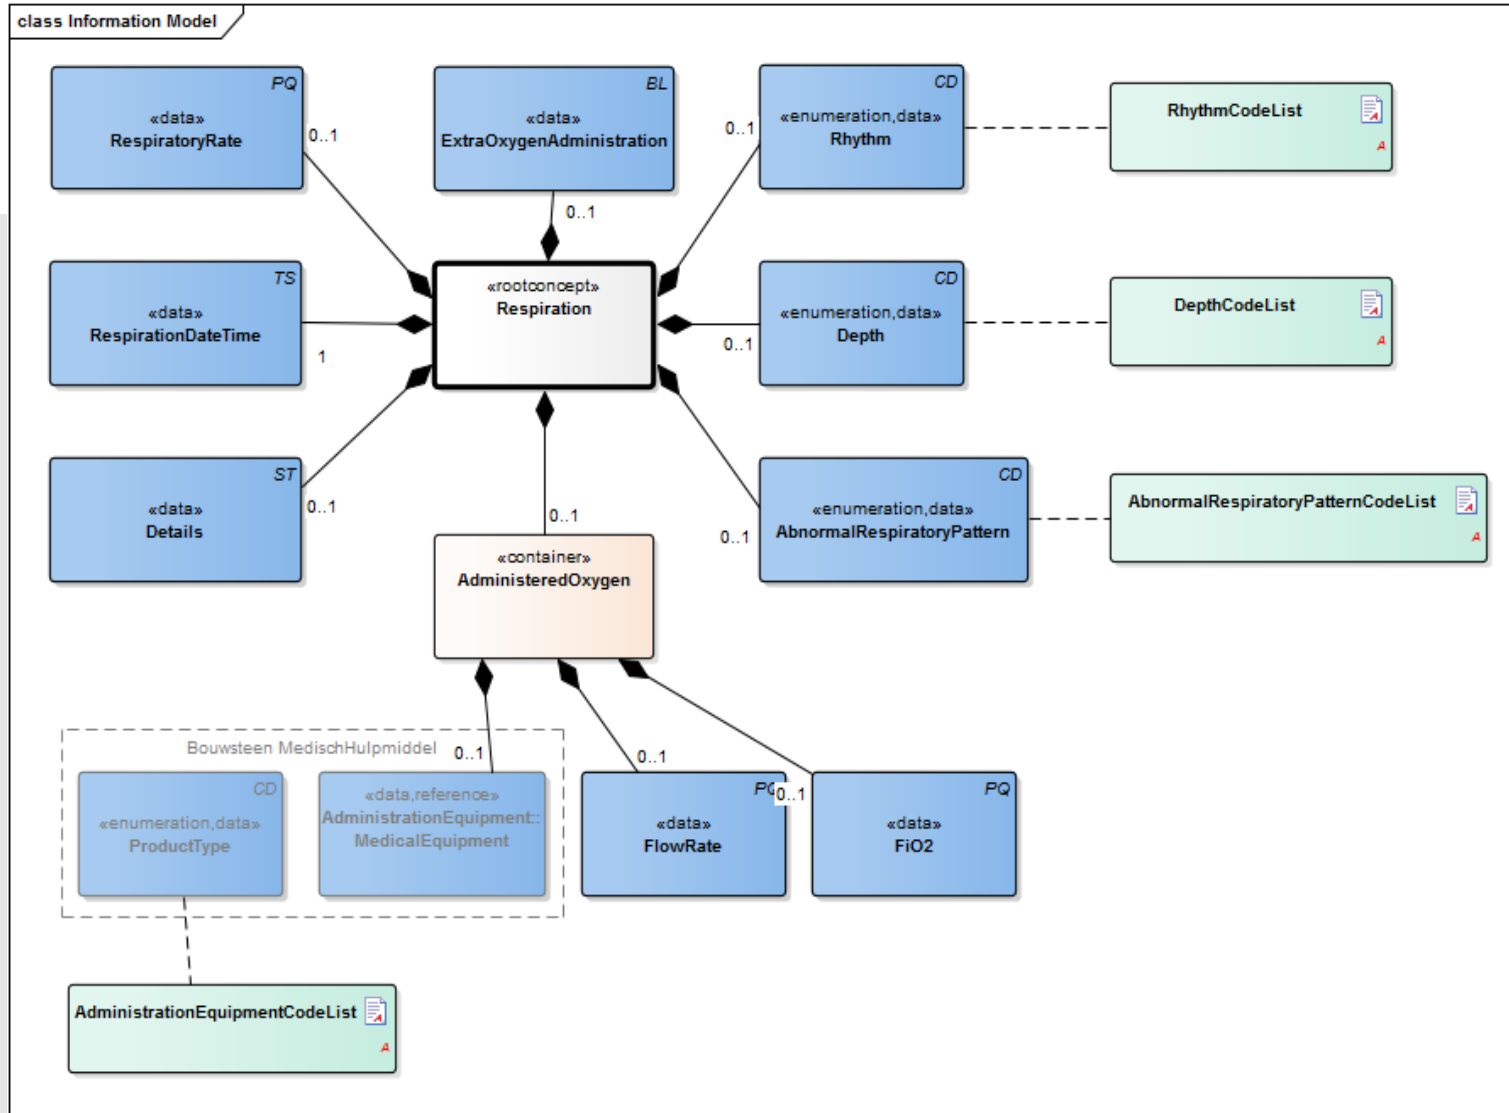 class Information Model
PQ
«data»
RespiratoryRate
0..1
BL
«data»
ExtraOxygenAdministration
0..1
CD
«enumeration,data»
Rhythm
0..1
RhythmCodeList
A
TS
«data»
RespirationDateTime
1
«rootconcept»
Respiration
CD
«enumeration,data»
Depth
0..1
DepthCodeList
A
ST
«data»
Details
0..1
0..1
«container»
AdministeredOxygen
CD
«enumeration,data»
AbnormalRespiratoryPattern
0..1
AbnormalRespiratoryPatternCodeList
A
Bouwsteen MedischHulpmiddel
CD
«enumeration,data»
ProductType
0..1
«data,reference»
AdministrationEquipment::
MedicalEquipment
0..1
PQ
«data»
FlowRate
0..1
PQ
«data»
FiO2
AdministrationEquipmentCodeList
A